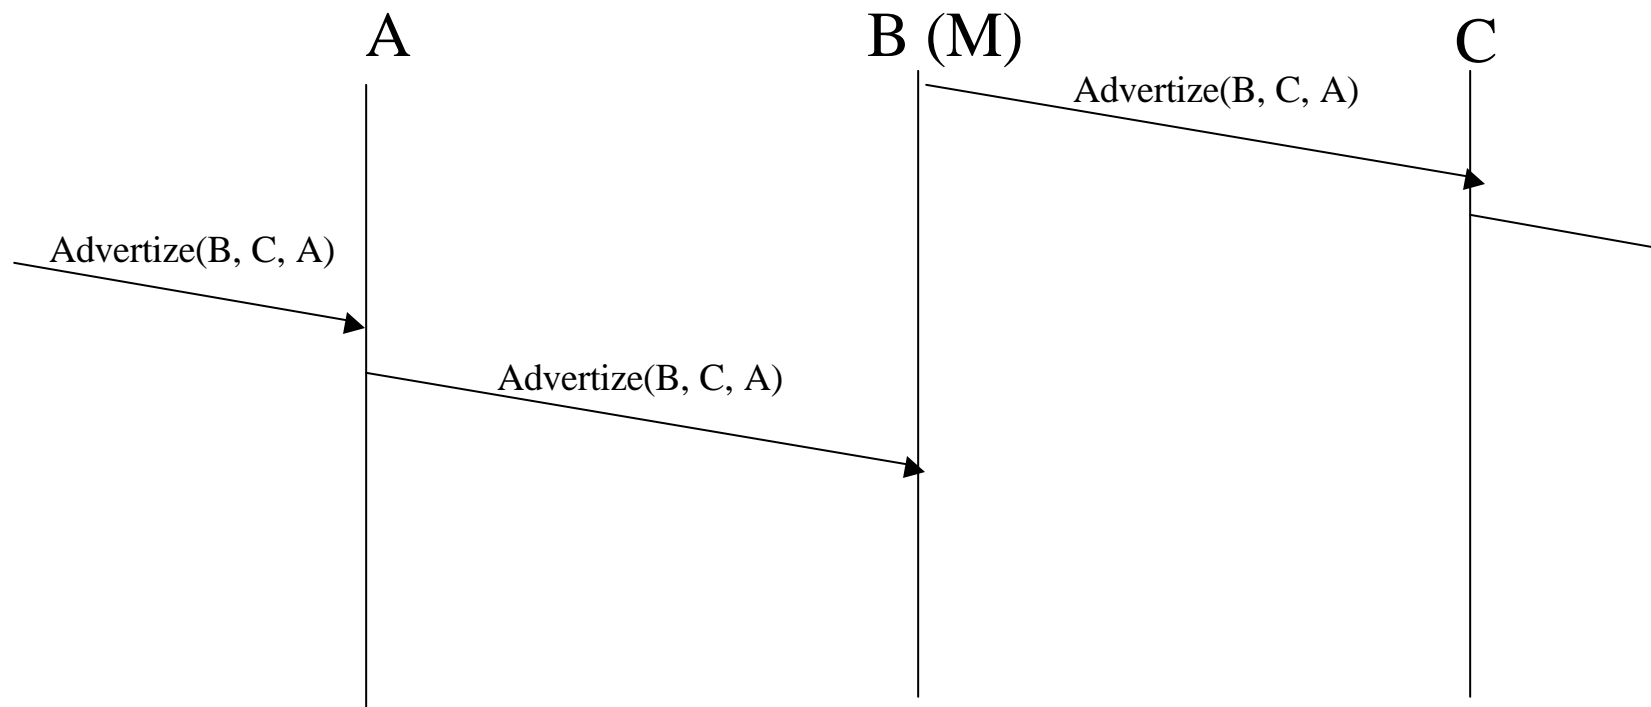 A
B (M)
C
Advertize(B, C, A)
Advertize(B, C, A)
Advertize(B, C, A)